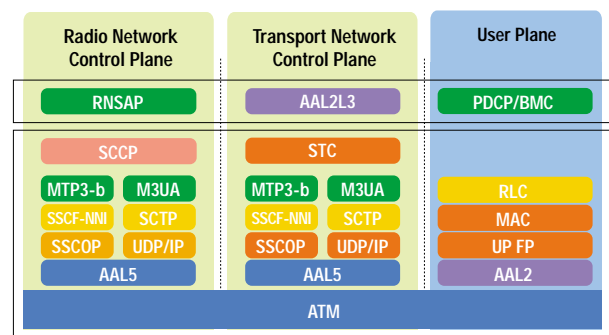 Radio Network
Control Plane
Transport Network
Control Plane
User Plane
RNSAP
AAL2L3
PDCP/BMC
SCCP
STC
MTP3-b
M3UA
MTP3-b
M3UA
RLC
SSCF-NNI
SCTP
SSCF-NNI
SCTP
MAC
SSCOP
UDP/IP
SSCOP
UDP/IP
UP FP
AAL5
AAL5
AAL2
ATM